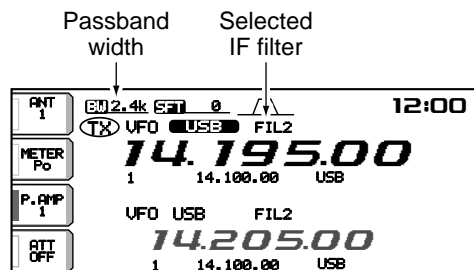 Passband width
Selected IF filter
ANT 1
BW 2.4k SFT 0
12:00
TX VFO USB FIL2
METER Po
14.195.00
1 14.100.00 USB
P.AMP 1
VFO USB FIL2
ATT OFF
14.205.00
1 14.100.00 USB